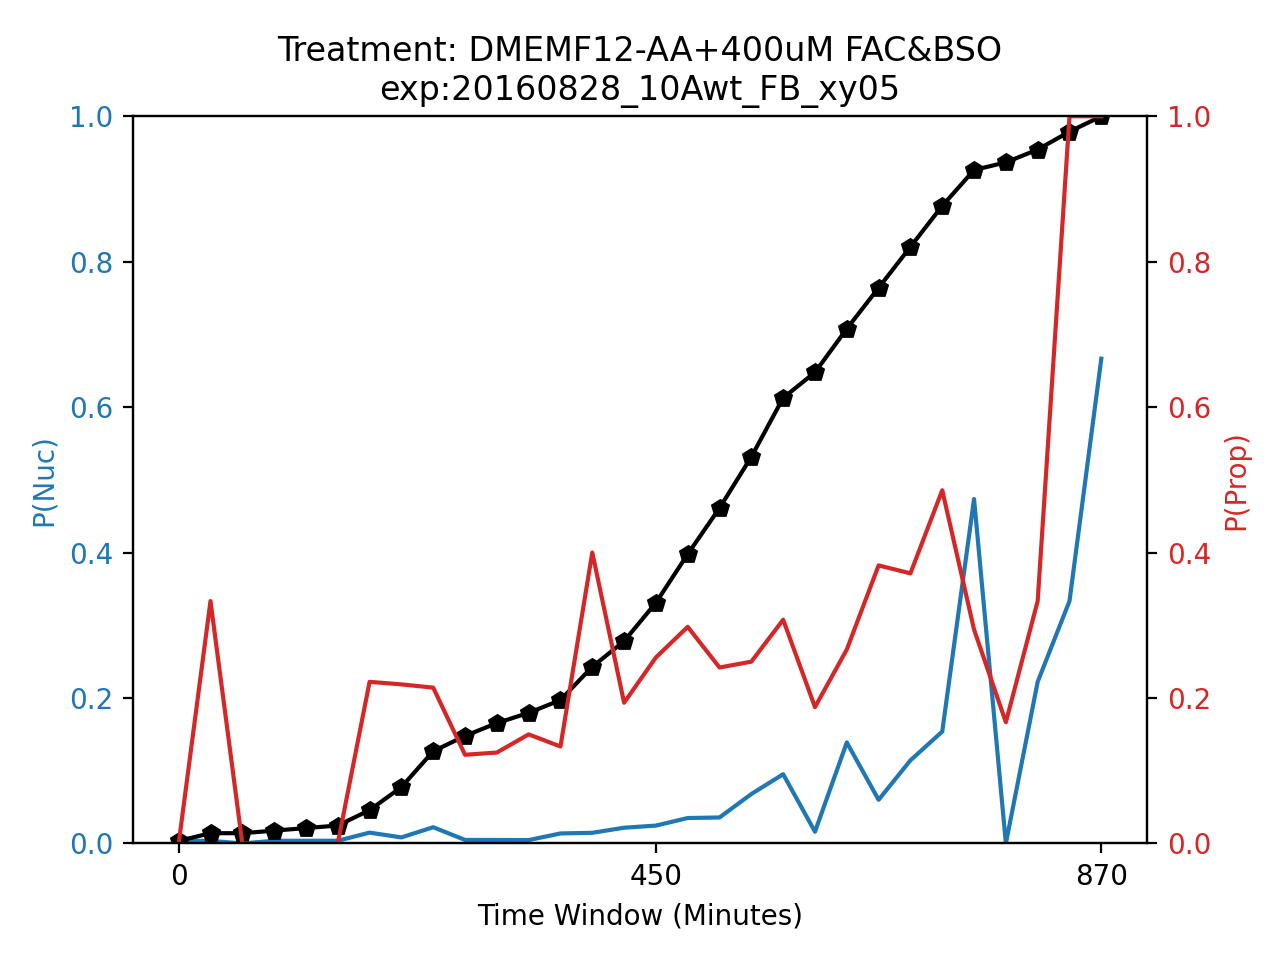 Treatment: DMEMF12-AA+400uM FAC&BSO
exp:20160828_10Awt_FB_xy05
1.0
0.8
0.6
0.4
0.2
0.0
P(Nuc)
1.0
0.8
0.6
0.4
0.2
0.0
P(Prop)
0 450 870
Time Window (Minutes)